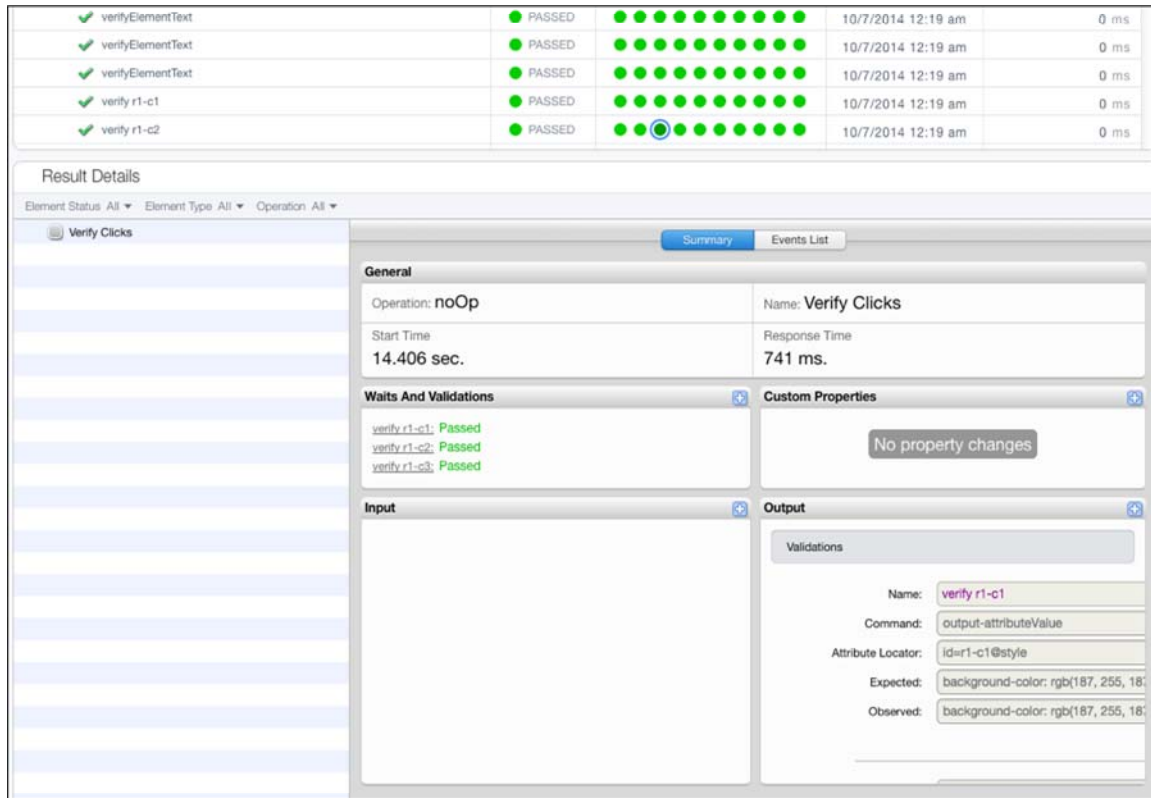 verifyElementText PASSED 10/7/2014 12:19 am 0 ms
verifyElementText PASSED 10/7/2014 12:19 am 0 ms
verifyElementText PASSED 10/7/2014 12:19 am 0 ms
verify r1-c1 PASSED 10/7/2014 12:19 am 0 ms
verify r1-c2 PASSED 10/7/2014 12:19 am 0 ms
Result Details
Element Status All Element Type All Operation All
Verify Clicks
Summary Events List
General
Operation: noOp Name: Verify Clicks
Start Time Response Time
14.406 sec. 741 ms.
Waits And Validations Custom Properties
verify r1-c1: Passed
verify r1-c2: Passed
verify r1-c3: Passed
No property changes
Input Output
Validations
Name: verify r1-c1
Command: output-attributeValue
Attribute Locator: id=r1-c1@style
Expected: background-color: rgb(187, 255,
Observed: background-color: rgb(187, 255,